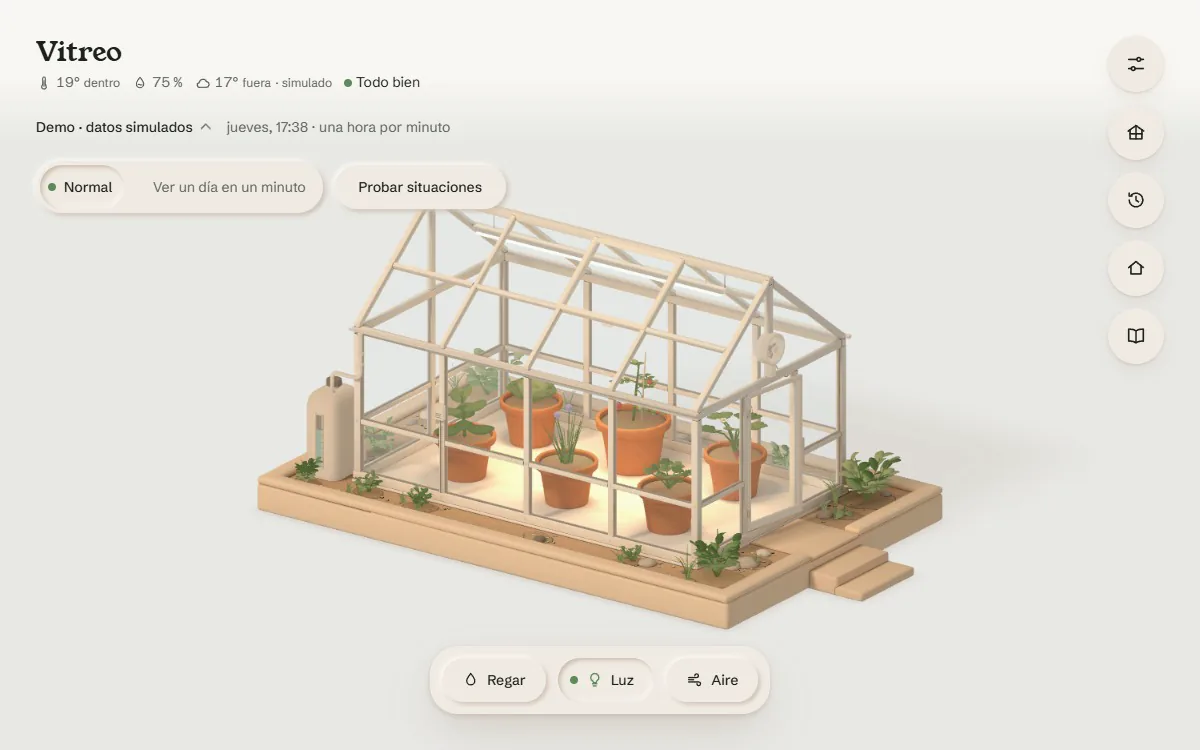 Vitreo
19° dentro 75 % 17° fuera · simulado Todo bien
Demo · datos simulados jueves, 17:38 · una hora por minuto
Normal Ver un día en un minuto Probar situaciones
Regar Luz Aire